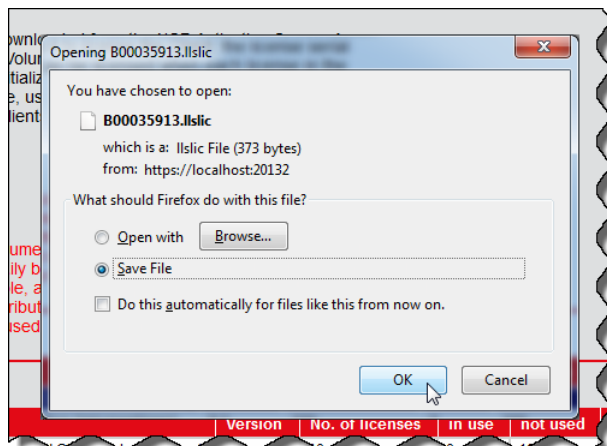 Opening B00035913.llslic
You have chosen to open:
B00035913.llslic
which is a: llslic File (373 bytes)
from: https://localhost:20132
What should Firefox do with this file?
Open with Browse...
Save File
Do this automatically for files like this from now on.
OK Cancel
Version No. of licenses in use not used